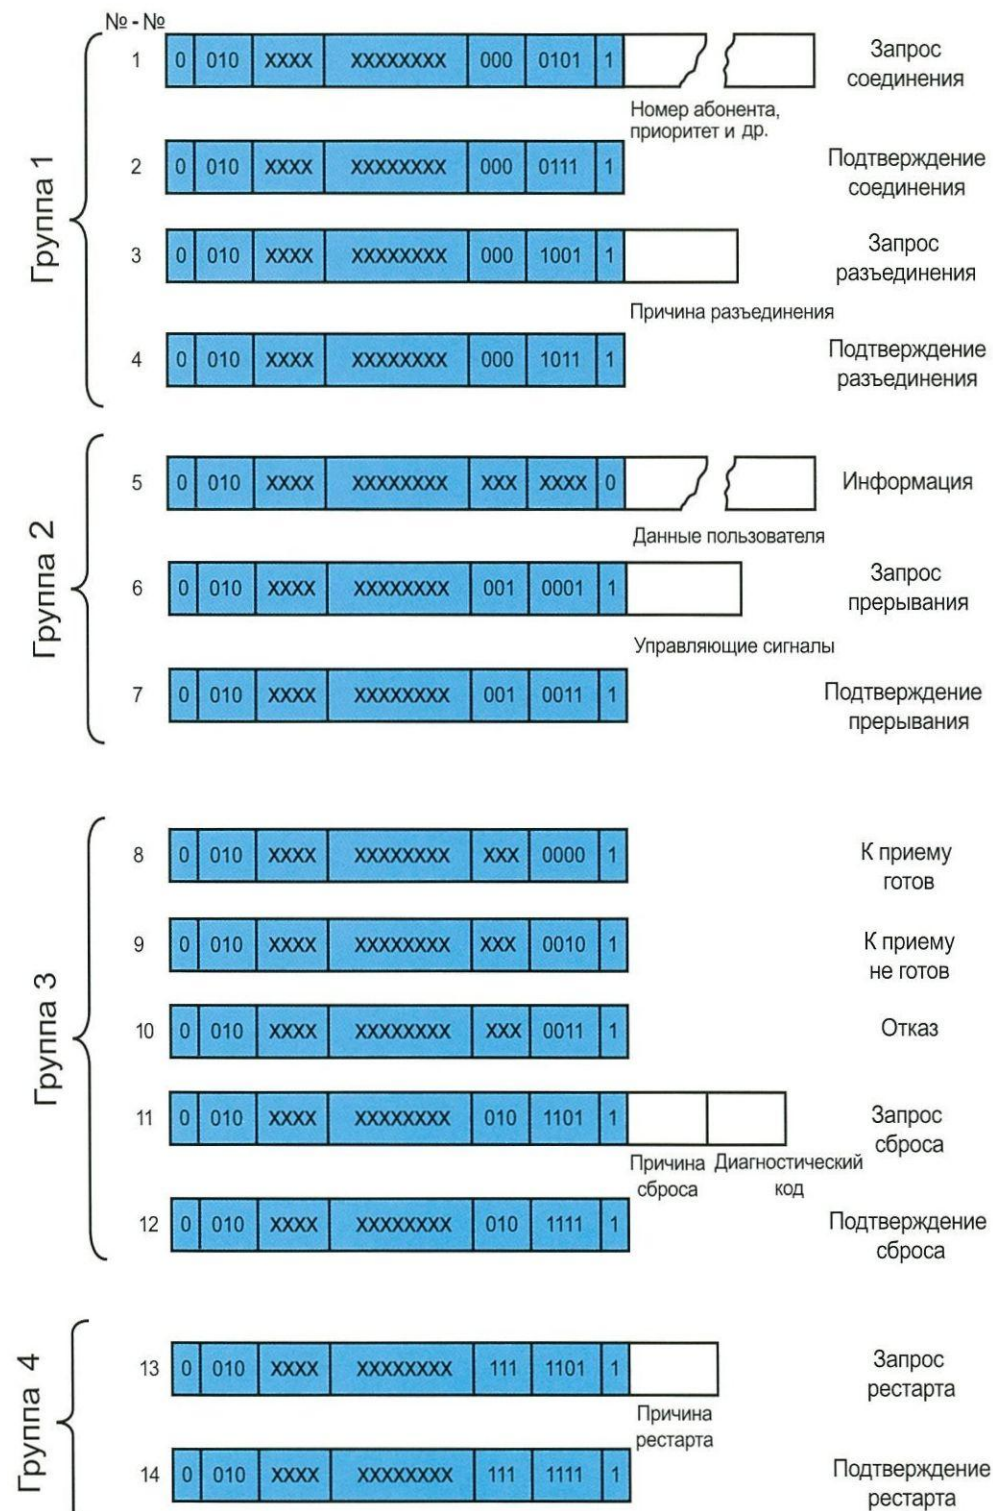 № - №
Группа 1
1 0 010 XXXX XXXXXXXX 000 0101 1 Запрос
соединения
Номер абонента,
приоритет и др.
2 0 010 XXXX XXXXXXXX 000 0111 1 Подтверждение
соединения
3 0 010 XXXX XXXXXXXX 000 1001 1 Запрос
разъединения
Причина разъединения
4 0 010 XXXX XXXXXXXX 000 1011 1 Подтверждение
разъединения
Группа 2
5 0 010 XXXX XXXXXXXX XXX XXXX 0 Информация
Данные пользователя
6 0 010 XXXX XXXXXXXX 001 0001 1 Запрос
прерывания
Управляющие сигналы
7 0 010 XXXX XXXXXXXX 001 0011 1 Подтверждение
прерывания
Группа 3
8 0 010 XXXX XXXXXXXX XXX 0000 1 К приему
готов
9 0 010 XXXX XXXXXXXX XXX 0010 1 К приему
не готов
10 0 010 XXXX XXXXXXXX XXX 0011 1 Отказ
11 0 010 XXXX XXXXXXXX 010 1101 1 Запрос
сброса
Причина
сброса
Диагностический
код
12 0 010 XXXX XXXXXXXX 010 1111 1 Подтверждение
сброса
Группа 4
13 0 010 XXXX XXXXXXXX 111 1101 1 Запрос
рестарта
Причина
рестарта
14 0 010 XXXX XXXXXXXX 111 1111 1 Подтверждение
рестарта